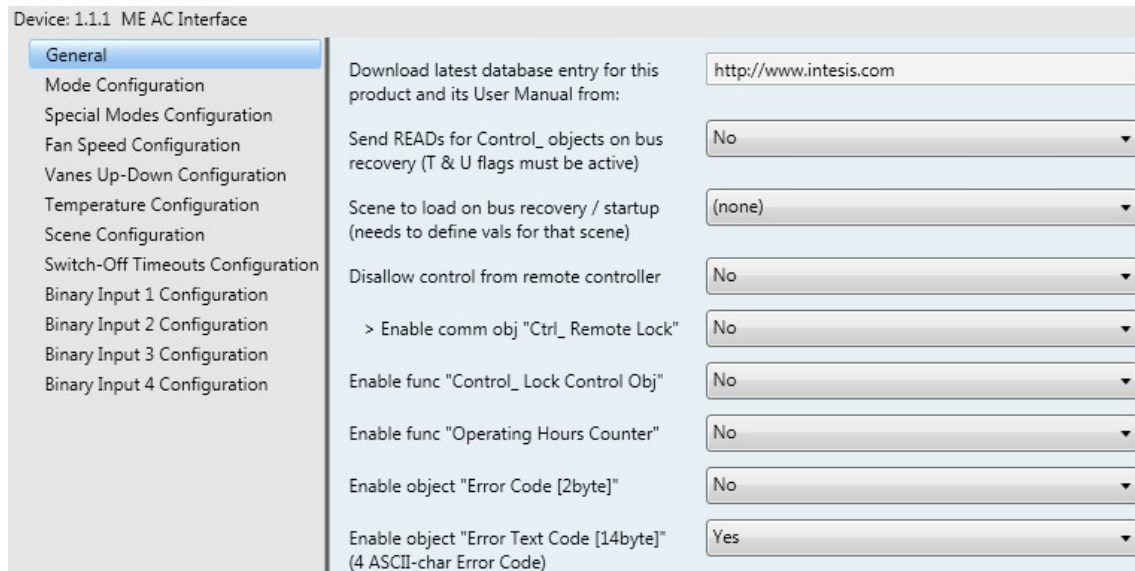 Device: 1.1.1 ME AC Interface
General
Mode Configuration
Special Modes Configuration
Fan Speed Configuration
Vanes Up-Down Configuration
Temperature Configuration
Scene Configuration
Switch-Off Timeouts Configuration
Binary Input 1 Configuration
Binary Input 2 Configuration
Binary Input 3 Configuration
Binary Input 4 Configuration
Download latest database entry for this
product and its User Manual from:
http://www.intesis.com
Send READs for Control_ objects on bus
recovery (T & U flags must be active)
No
Scene to load on bus recovery / startup
(needs to define vals for that scene)
(none)
Disallow control from remote controller
No
> Enable comm obj "Ctrl_ Remote Lock"
No
Enable func "Control_ Lock Control Obj"
No
Enable func "Operating Hours Counter"
No
Enable object "Error Code [2byte]"
No
Enable object "Error Text Code [14byte]"
(4 ASCII-char Error Code)
Yes